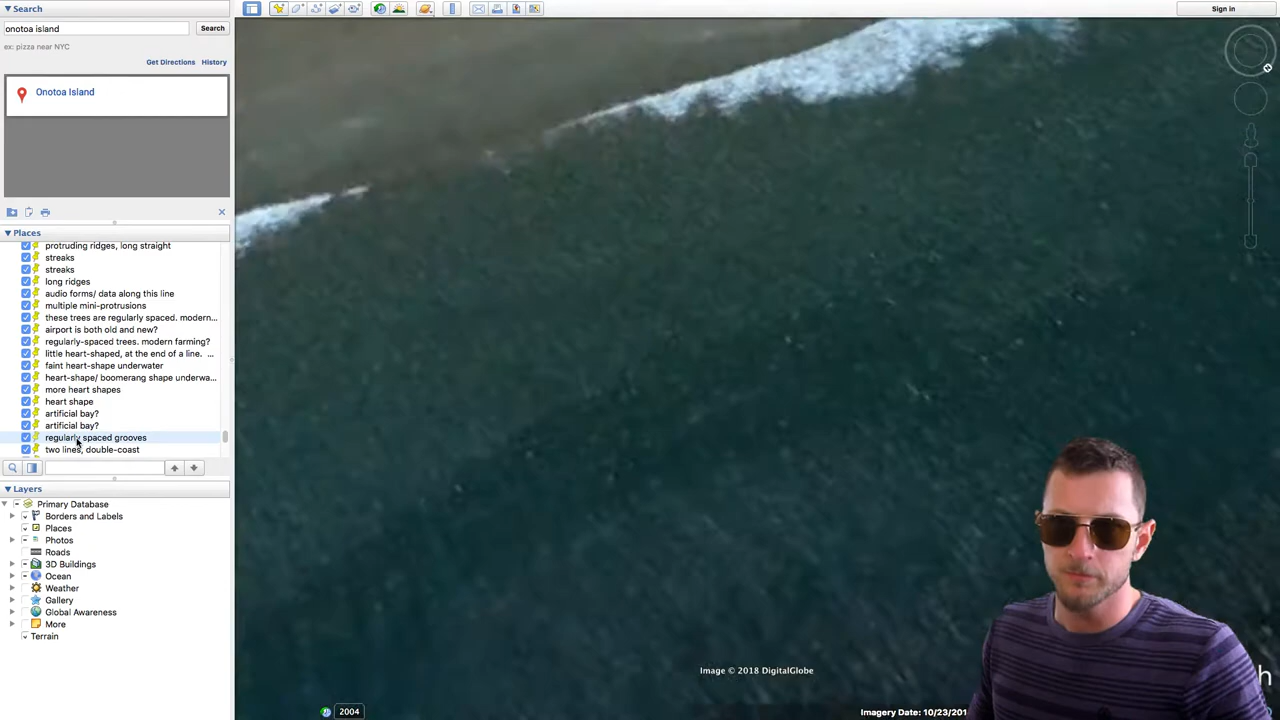 Search
Sign in
onotoa island
Search
ex: pizza near NYC
Get Directions
History
Onotoa Island
Places
protruding ridges, long straight
streaks
streaks
long ridges
audio forms/ data along this line
multiple mini-protrusions
these trees are regularly spaced. modern...
airport is both old and new?
regularly-spaced trees. modern farming?
little heart-shaped, at the end of a line. ...
faint heart-shape underwater
heart-shape/ boomerang shape underwa...
more heart shapes
heart shape
artificial bay?
artificial bay?
regularly spaced grooves
two lines, double-coast
Layers
Primary Database
Borders and Labels
Places
Photos
Roads
3D Buildings
Ocean
Weather
Gallery
Global Awareness
More
Terrain
Image © 2018 DigitalGlobe
2004
Imagery Date: 10/23/201